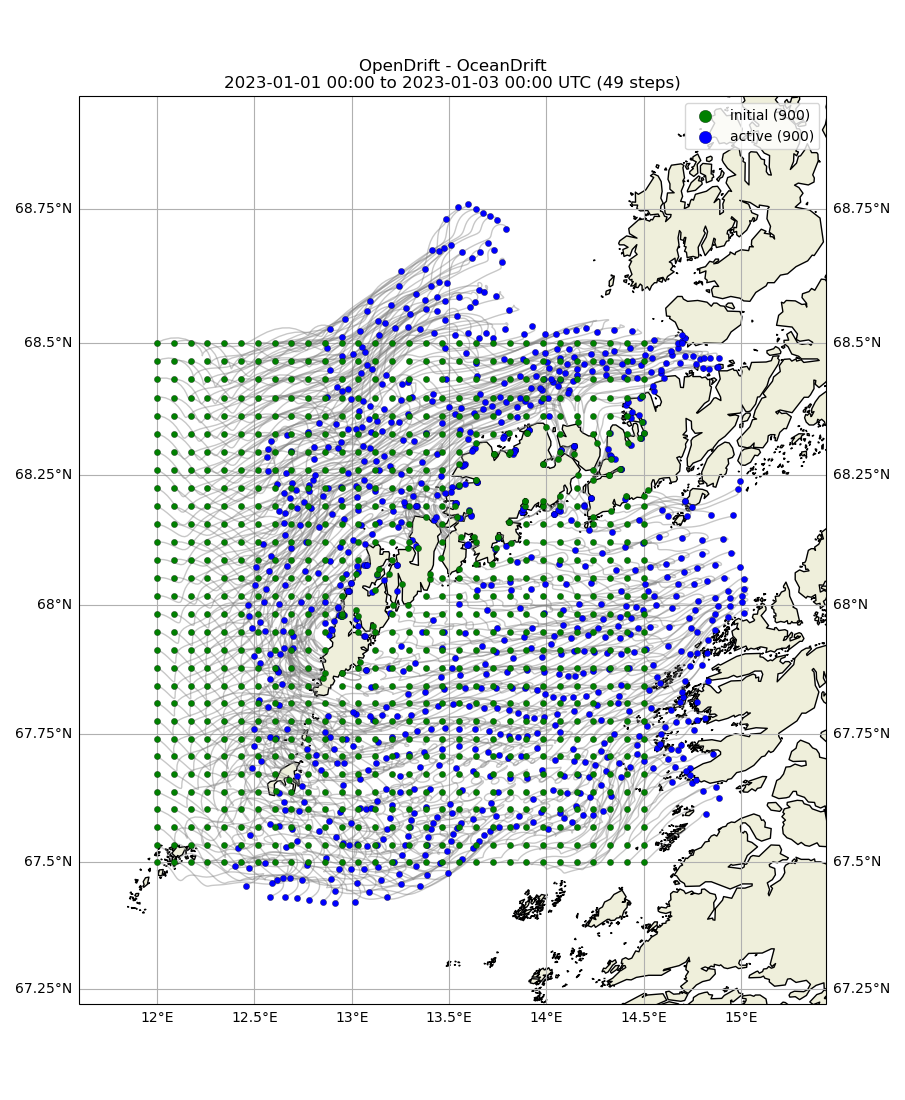 OpenDrift - OceanDrift
2023-01-01 00:00 to 2023-01-03 00:00 UTC (49 steps)
initial (900)
active (900)
68.75°N 68.75°N
68.5°N 68.5°N
68.25°N 68.25°N
68°N 68°N
67.75°N 67.75°N
67.5°N 67.5°N
67.25°N 67.25°N
12°E 12.5°E 13°E 13.5°E 14°E 14.5°E 15°E